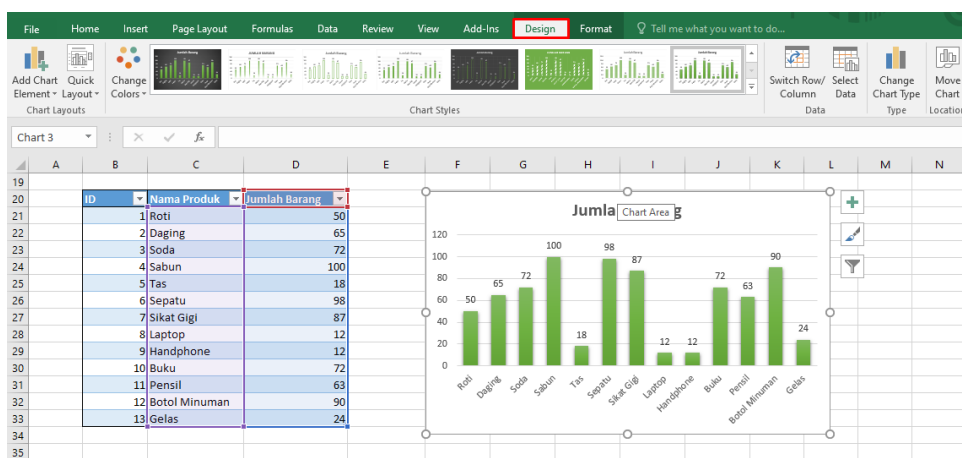 File Home Insert Page Layout Formulas Data Review View Add-Ins Design Format Tell me what you want to do...
Add Chart Element
Quick Layout
Change Colors
Switch Row/ Column
Select Data
Change Chart Type
Move Chart
Chart Layouts Chart Styles Data Type Location
Chart 3 fx
A B C D E F G H I J K L M N
19
20 ID Nama Produk Jumlah Barang
21 1 Roti 50
22 2 Daging 65
23 3 Soda 72
24 4 Sabun 100
25 5 Tas 18
26 6 Sepatu 98
27 7 Sikat Gigi 87
28 8 Laptop 12
29 9 Handphone 12
30 10 Buku 72
31 11 Pensil 63
32 12 Botol Minuman 90
33 13 Gelas 24
34
35
Jumla Chart Area g
120
100
80
60
40
20
0
50 65 72 100 18 98 87 12 12 72 63 90 24
Roti Daging Soda Sabun Tas Sepatu Sikat Gigi Laptop Handphone Buku Pensil Botol Minuman Gelas